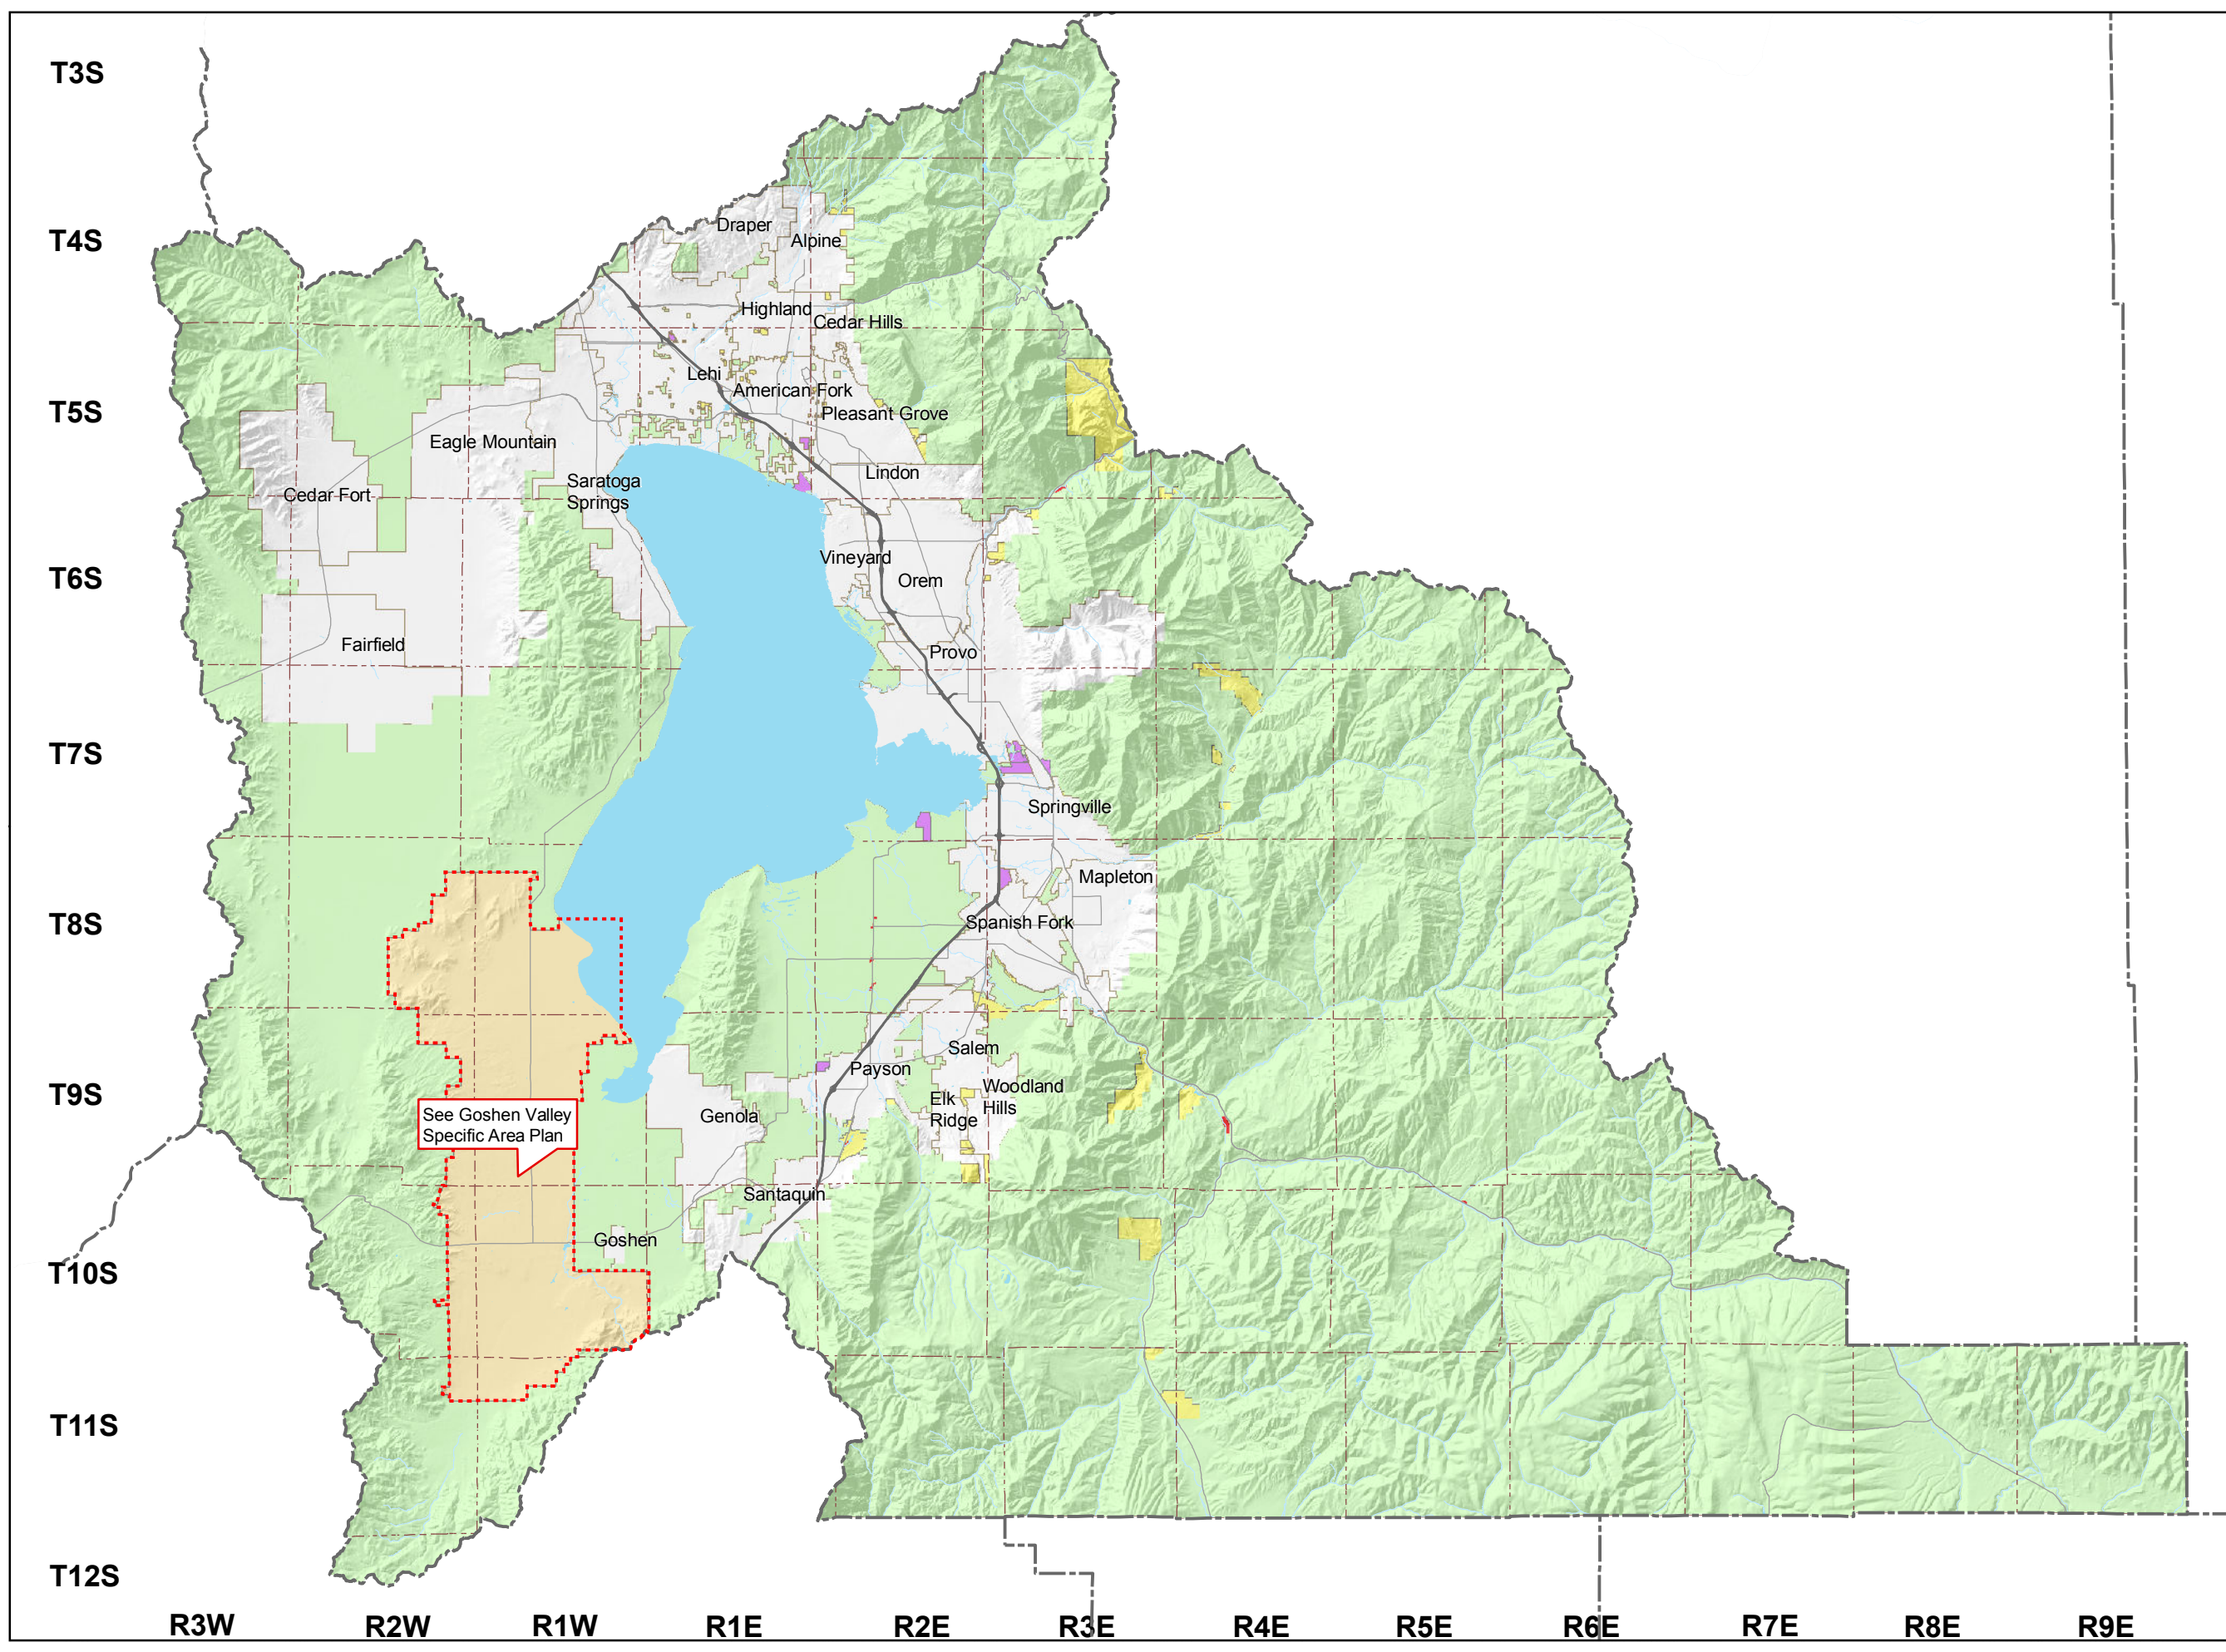 T3S
Draper
T4S
Alpine
Highland
Cedar Hills
Lehi
American Fork
T5S
Pleasant Grove
Eagle Mountain
Lindon
Saratoga
Springs
Cedar Fort
Vineyard
T6S
Orem
Fairfield
Provo
T7S
Springville
Mapleton
T8S
Spanish Fork
Salem
Payson
Woodland
Hills
T9S
Elk
Ridge
Genola
See Goshen Valley
Specific Area Plan
Santaquin
Goshen
T10S
T11S
T12S
R3W R2W R1W R1E R2E R3E R4E R5E R6E R7E R8E R9E